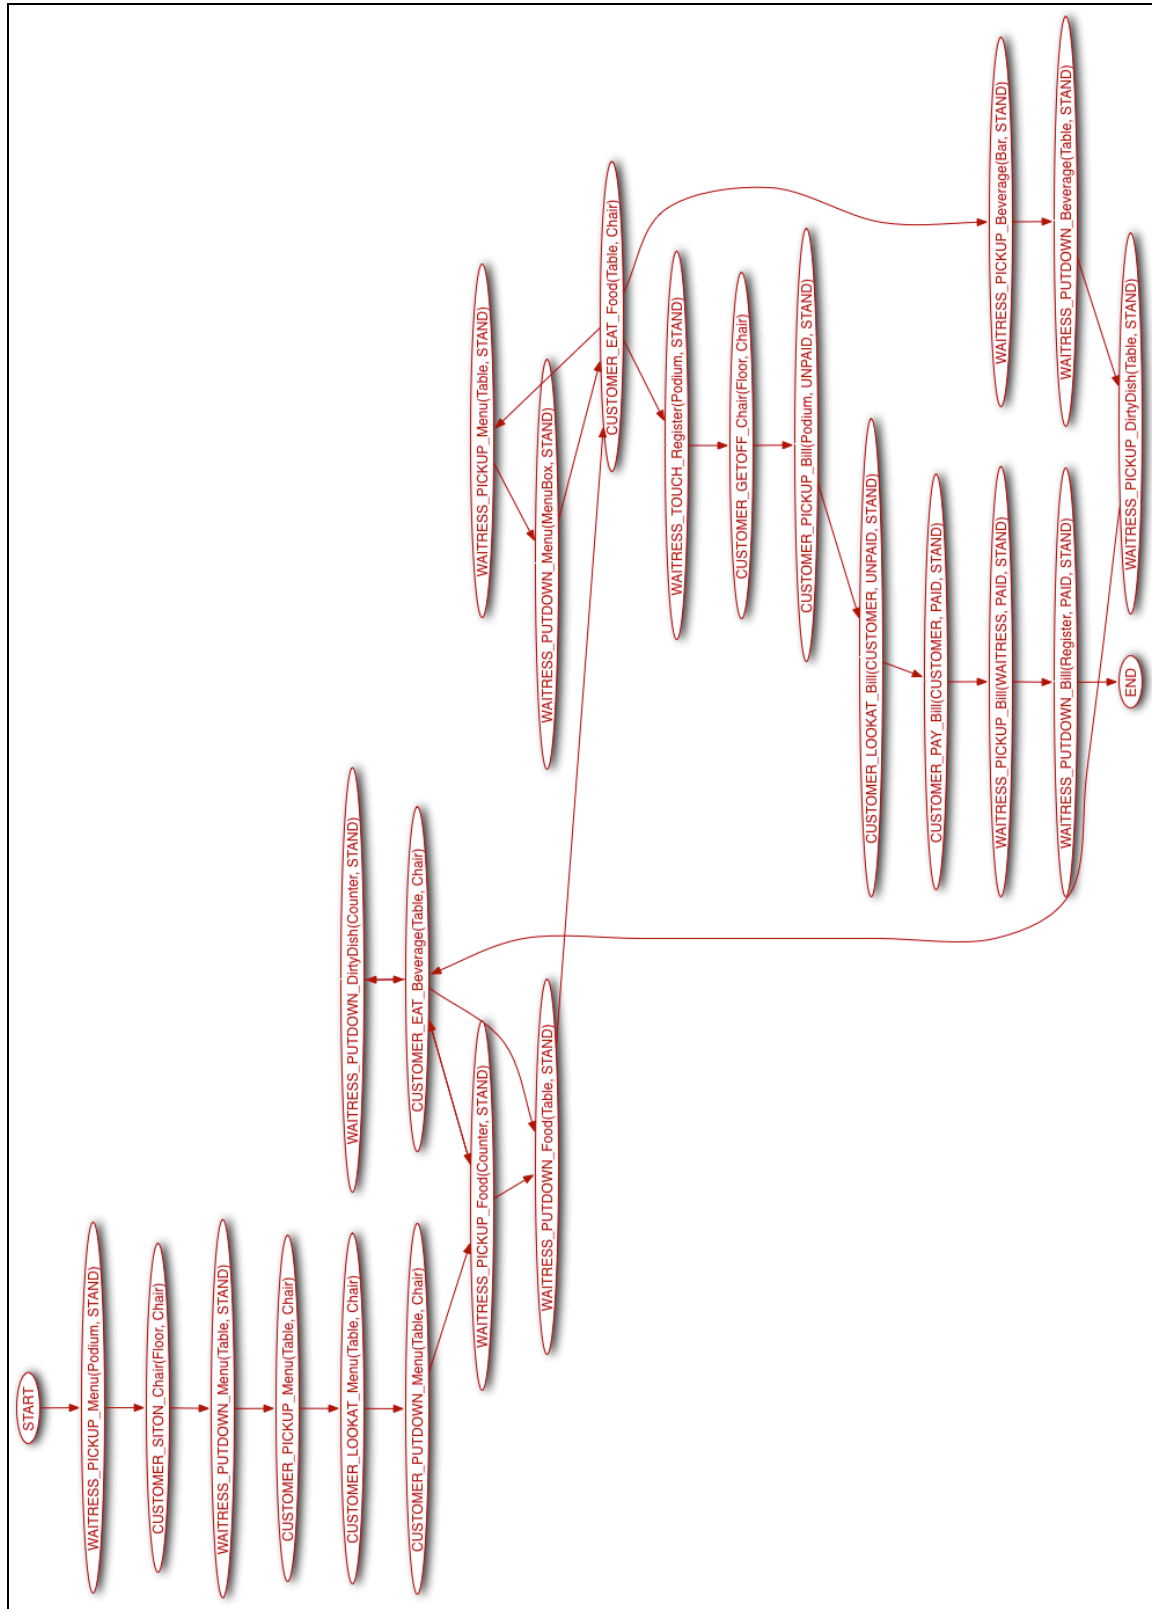 START
WAITRESS_PICKUP_Menu(Podium, STAND)
CUSTOMER_SITON_Chair(Floor, Chair)
WAITRESS_PUTDOWN_Menu(Table, STAND)
CUSTOMER_PICKUP_Menu(Table, Chair)
CUSTOMER_LOOKAT_Menu(Table, Chair)
WAITRESS_PUTDOWN_DirtyDish(Counter, STAND)
CUSTOMER_PUTDOWN_Menu(Table, Chair)
CUSTOMER_EAT_Beverage(Table, Chair)
WAITRESS_PICKUP_Food(Counter, STAND)
WAITRESS_PICKUP_Menu(Table, STAND)
WAITRESS_PUTDOWN_Food(Table, STAND)
WAITRESS_PUTDOWN_Menu(MenuBox, STAND)
CUSTOMER_EAT_Food(Table, Chair)
WAITRESS_TOUCH_Register(Podium, STAND)
CUSTOMER_GETOFF_Chair(Floor, Chair)
CUSTOMER_PICKUP_Bill(Podium, UNPAID, STAND)
CUSTOMER_LOOKAT_Bill(CUSTOMER, UNPAID, STAND)
CUSTOMER_PAY_Bill(CUSTOMER, PAID, STAND)
WAITRESS_PICKUP_Bill(WAITRESS, PAID, STAND)
WAITRESS_PICKUP_Beverage(Bar, STAND)
WAITRESS_PUTDOWN_Bill(Register, PAID, STAND)
WAITRESS_PUTDOWN_Beverage(Table, STAND)
END
WAITRESS_PICKUP_DirtyDish(Table, STAND)